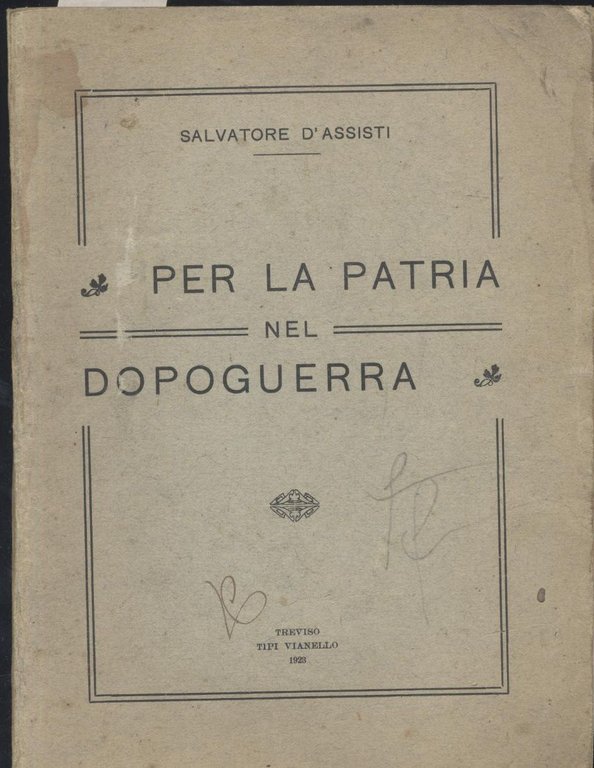 SALVATORE D'ASSISTI
PER LA PATRIA
NEL
DOPOGUERRA
TREVISO
TIPI VIANELLO
1923